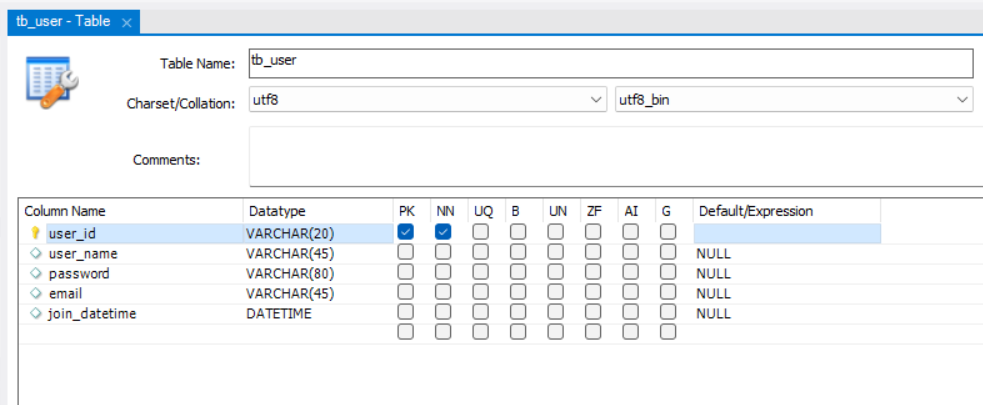 tb_user - Table ×
Table Name: tb_user
Charset/Collation: utf8 utf8_bin
Comments:
Column Name Datatype PK NN UQ B UN ZF AI G Default/Expression
user_id VARCHAR(20)
user_name VARCHAR(45) NULL
password VARCHAR(80) NULL
email VARCHAR(45) NULL
join_datetime DATETIME NULL